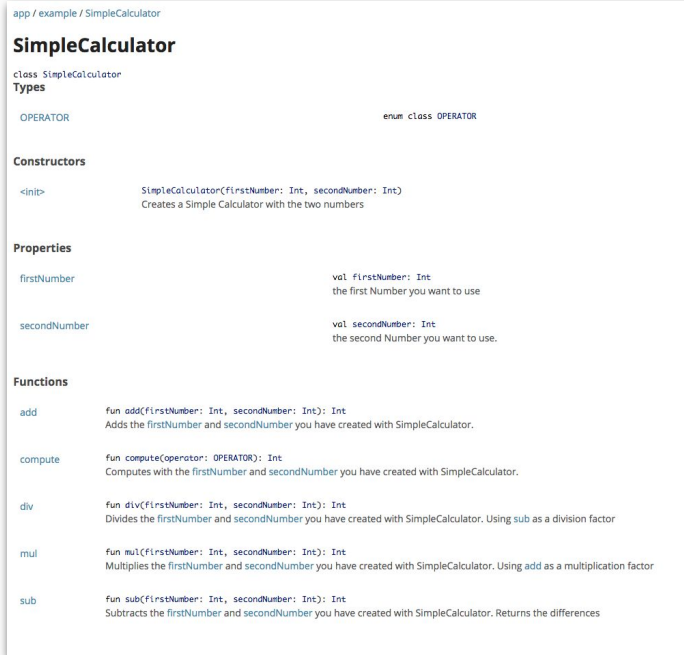 app / example / SimpleCalculator
SimpleCalculator
class SimpleCalculator
Types
OPERATOR enum class OPERATOR
Constructors
<init> SimpleCalculator(firstNumber: Int, secondNumber: Int)
Creates a Simple Calculator with the two numbers
Properties
firstNumber val firstNumber: Int
the first Number you want to use
secondNumber val secondNumber: Int
the second Number you want to use.
Functions
add fun add(firstNumber: Int, secondNumber: Int): Int
Adds the firstNumber and secondNumber you have created with SimpleCalculator.
compute fun compute(operator: OPERATOR): Int
Computes with the firstNumber and secondNumber you have created with SimpleCalculator.
div fun div(firstNumber: Int, secondNumber: Int): Int
Divides the firstNumber and secondNumber you have created with SimpleCalculator. Using sub as a division factor
mul fun mul(firstNumber: Int, secondNumber: Int): Int
Multiplies the firstNumber and secondNumber you have created with SimpleCalculator. Using add as a multiplication factor
sub fun sub(firstNumber: Int, secondNumber: Int): Int
Subtracts the firstNumber and secondNumber you have created with SimpleCalculator. Returns the differences